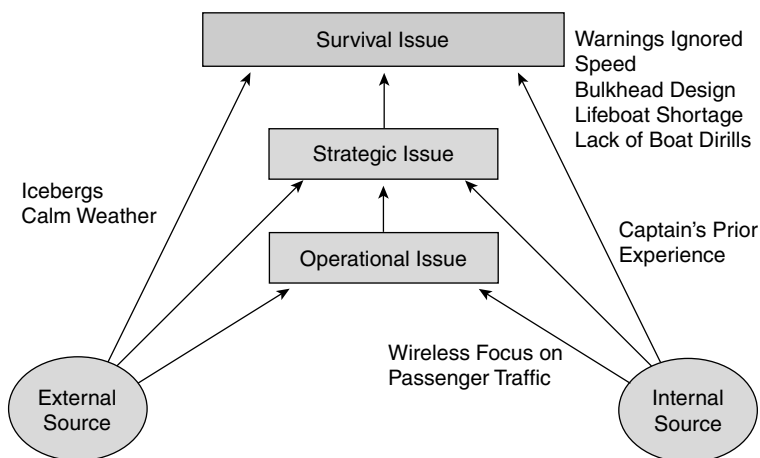 Survival Issue
Warnings Ignored
Speed
Bulkhead Design
Lifeboat Shortage
Lack of Boat Dirills
Strategic Issue
Icebergs
Calm Weather
Captain's Prior
Experience
Operational Issue
Wireless Focus on
Passenger Traffic
External
Source
Internal
Source